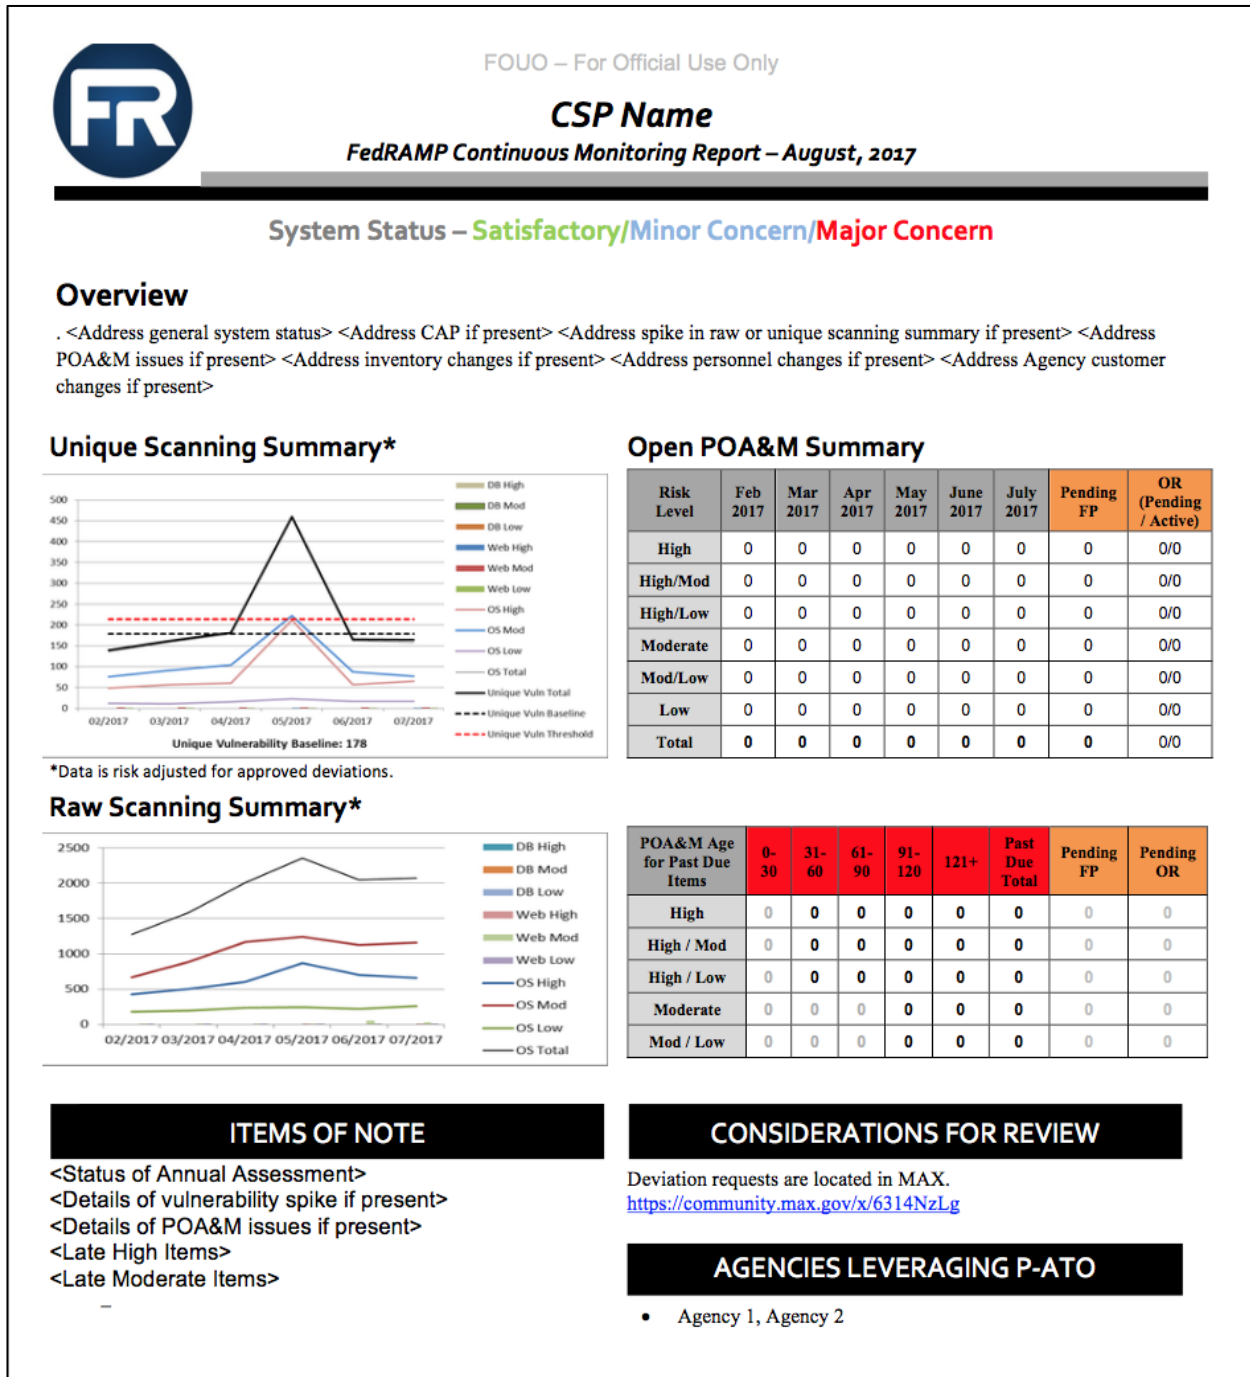 FR
FOUO – For Official Use Only
CSP Name
FedRAMP Continuous Monitoring Report – August, 2017
System Status – Satisfactory/Minor Concern/Major Concern
Overview
. <Address general system status> <Address CAP if present> <Address spike in raw or unique scanning summary if present> <Address
POA&M issues if present> <Address inventory changes if present> <Address personnel changes if present> <Address Agency customer
changes if present>
Unique Scanning Summary*
500
450
400
350
300
250
200
150
100
50
0
02/2017 03/2017 04/2017 05/2017 06/2017 07/2017
Unique Vulnerability Baseline: 178
DB High
DB Mod
DB Low
Web High
Web Mod
Web Low
OS High
OS Mod
OS Low
OS Total
Unique Vuln Total
Unique Vuln Baseline
Unique Vuln Threshold
*Data is risk adjusted for approved deviations.
Open POA&M Summary
Risk Level Feb 2017 Mar 2017 Apr 2017 May 2017 June 2017 July 2017 Pending FP OR (Pending / Active)
High 0 0 0 0 0 0 0 0/0
High/Mod 0 0 0 0 0 0 0 0/0
High/Low 0 0 0 0 0 0 0 0/0
Moderate 0 0 0 0 0 0 0 0/0
Mod/Low 0 0 0 0 0 0 0 0/0
Low 0 0 0 0 0 0 0 0/0
Total 0 0 0 0 0 0 0 0/0
Raw Scanning Summary*
2500
2000
1500
1000
500
0
02/2017 03/2017 04/2017 05/2017 06/2017 07/2017
DB High
DB Mod
DB Low
Web High
Web Mod
Web Low
OS High
OS Mod
OS Low
OS Total
POA&M Age for Past Due Items 0-30 31-60 61-90 91-120 121+ Past Due Total Pending FP Pending OR
High 0 0 0 0 0 0 0 0
High / Mod 0 0 0 0 0 0 0 0
High / Low 0 0 0 0 0 0 0 0
Moderate 0 0 0 0 0 0 0 0
Mod / Low 0 0 0 0 0 0 0 0
ITEMS OF NOTE
<Status of Annual Assessment>
<Details of vulnerability spike if present>
<Details of POA&M issues if present>
<Late High Items>
<Late Moderate Items>
–
CONSIDERATIONS FOR REVIEW
Deviation requests are located in MAX.
https://community.max.gov/x/6314NzLg
AGENCIES LEVERAGING P-ATO
• Agency 1, Agency 2